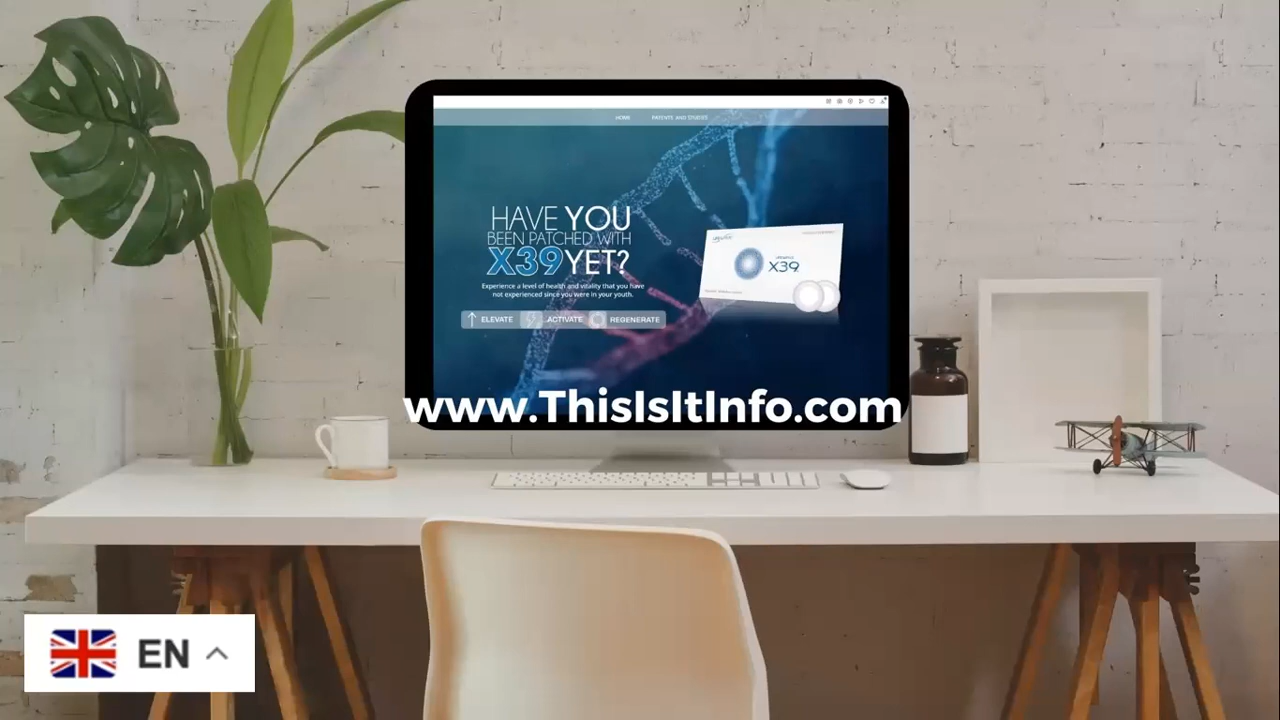 HOME PATENTS AND STUDIES
HAVE YOU
BEEN PATCHED WITH
X39 YET?
Experience a level of health and vitality that you have
not experienced since you were in your youth.
ELEVATE ACTIVATE REGENERATE
X39
www.ThisIsItInfo.com
EN